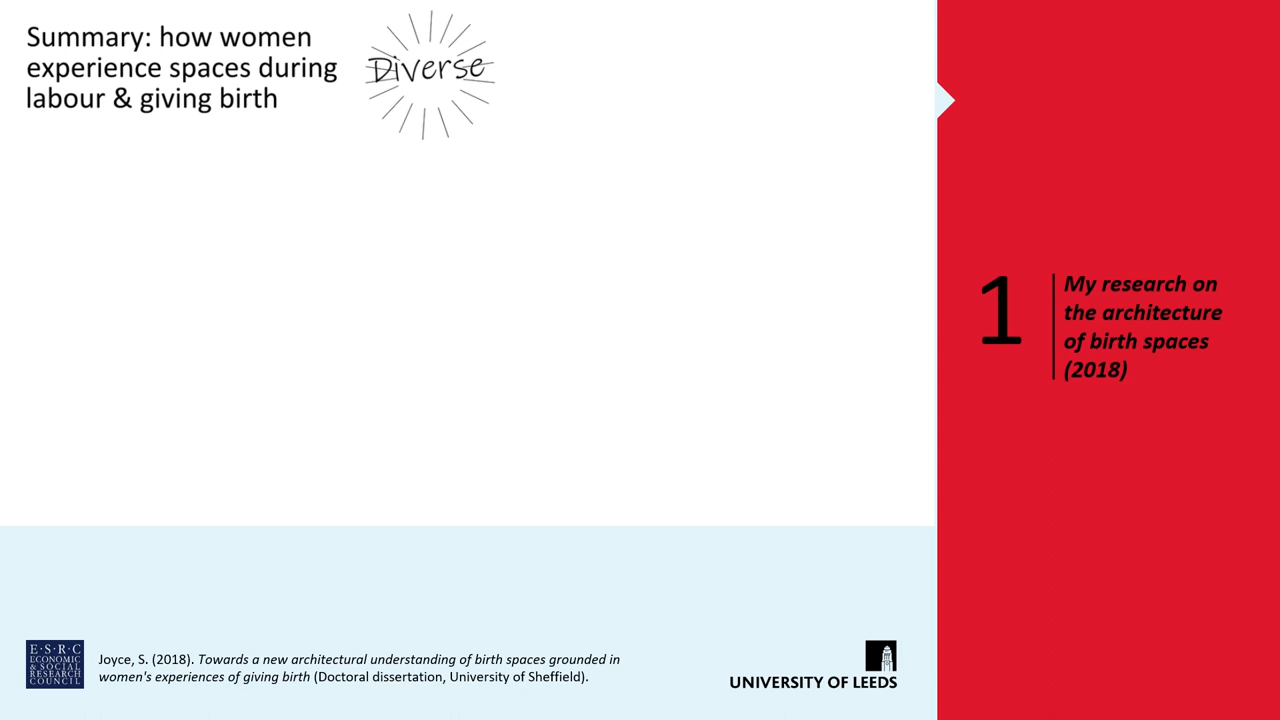 Summary: how women
experience spaces during
labour & giving birth
Diverse
1
My research on
the architecture
of birth spaces
(2018)
E·S·R·C
ECONOMIC
& SOCIAL
RESEARCH
COUNCIL
Joyce, S. (2018). Towards a new architectural understanding of birth spaces grounded in
women's experiences of giving birth (Doctoral dissertation, University of Sheffield).
UNIVERSITY OF LEEDS